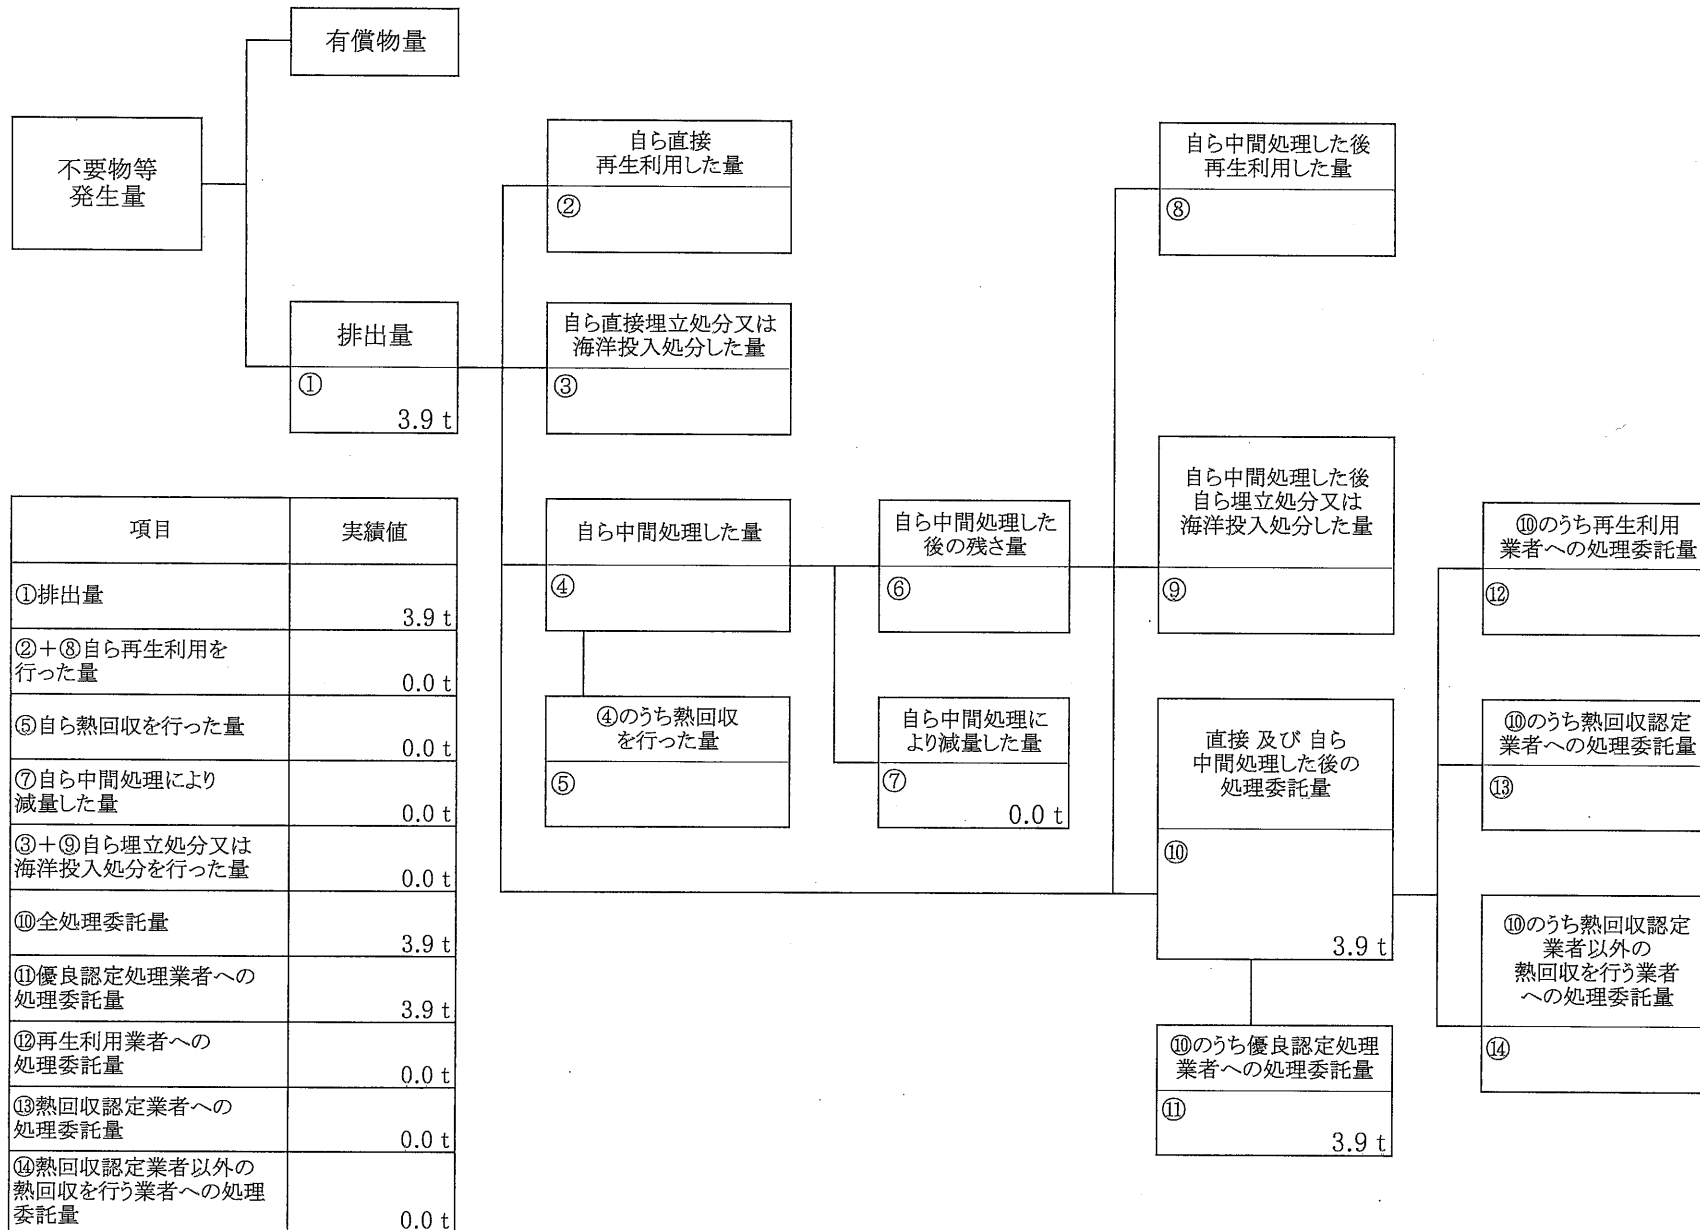 有償物量
不要物等
発生量
排出量
①
3.9 t
自ら直接
再生利用した量
②
自ら直接埋立処分又は
海洋投入処分した量
③
自ら中間処理した量
④
④のうち熱回収
を行った量
⑤
自ら中間処理した
後の残さ量
⑥
自ら中間処理に
より減量した量
⑦
0.0 t
自ら中間処理した後
再生利用した量
⑧
自ら中間処理した後
自ら埋立処分又は
海洋投入処分した量
⑨
直接 及び 自ら
中間処理した後の
処理委託量
⑩
3.9 t
⑩のうち優良認定処理
業者への処理委託量
⑪
3.9 t
⑩のうち再生利用
業者への処理委託量
⑫
⑩のうち熱回収認定
業者への処理委託量
⑬
⑩のうち熱回収認定
業者以外の
熱回収を行う業者
への処理委託量
⑭
項目 実績値
①排出量
3.9 t
②+⑧自ら再生利用を
行った量
0.0 t
⑤自ら熱回収を行った量
0.0 t
⑦自ら中間処理により
減量した量
0.0 t
③+⑨自ら埋立処分又は
海洋投入処分を行った量
0.0 t
⑩全処理委託量
3.9 t
⑪優良認定処理業者への
処理委託量
3.9 t
⑫再生利用業者への
処理委託量
0.0 t
⑬熱回収認定業者への
処理委託量
0.0 t
⑭熱回収認定業者以外の
熱回収を行う業者への処理
委託量
0.0 t